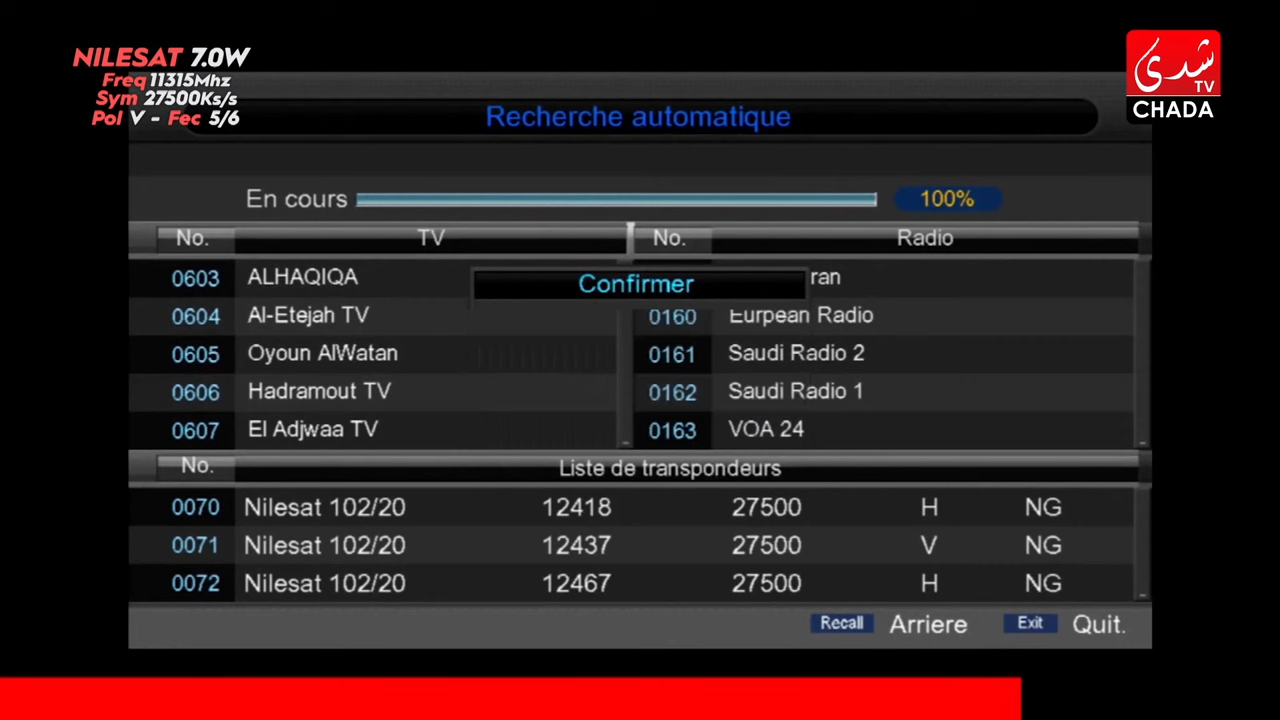 NILESAT 7.0W
Freq 11315Mhz
Sym 27500Ks/s
Pol V - Fec 5/6
شدى
TV
CHADA
Recherche automatique
En cours 100%
No. TV No. Radio
0603 ALHAQIQA ran
Confirmer
0604 Al-Etejah TV 0160 Eurpean Radio
0605 Oyoun AlWatan 0161 Saudi Radio 2
0606 Hadramout TV 0162 Saudi Radio 1
0607 El Adjwaa TV 0163 VOA 24
No. Liste de transpondeurs
0070 Nilesat 102/20 12418 27500 H NG
0071 Nilesat 102/20 12437 27500 V NG
0072 Nilesat 102/20 12467 27500 H NG
Recall Arriere Exit Quit.